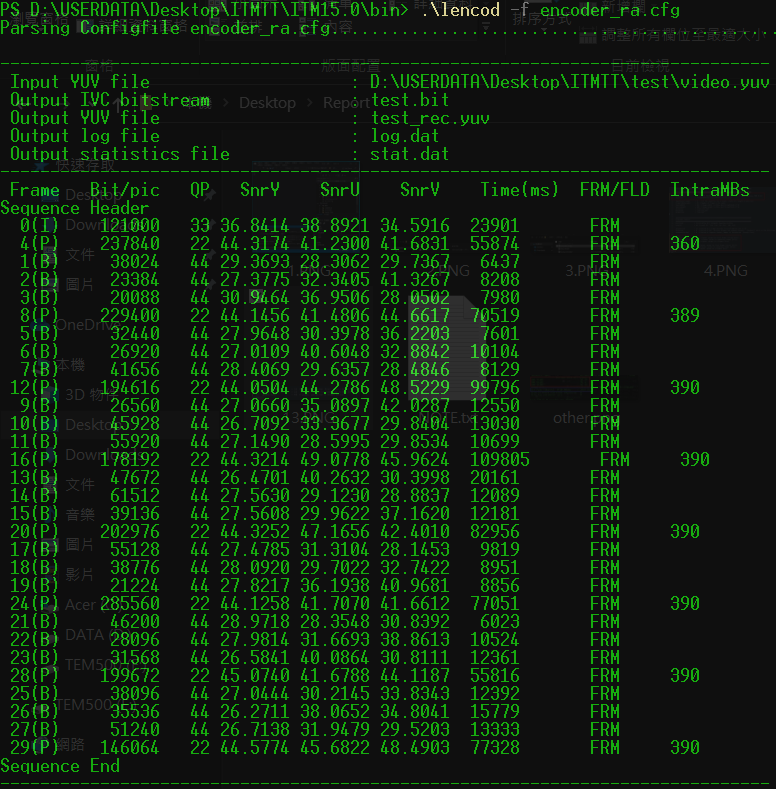 PS D:\USERDATA\Desktop\ITMTT\ITM15.0\bin> .\lencod -f encoder_ra.cfg
Parsing Configfile encoder_ra.cfg............................................
-----------------------------------------------------------------------------
Input YUV file : D:\USERDATA\Desktop\ITMTT\test\video.yuv
Output IVC bitstream : test.bit
Output YUV file : test_rec.yuv
Output log file : log.dat
Output statistics file : stat.dat
-----------------------------------------------------------------------------
Frame Bit/pic QP SnrY SnrU SnrV Time(ms) FRM/FLD IntraMBs
Sequence Header
0(I) 121000 33 36.8414 38.8921 34.5916 23901 FRM
4(P) 237840 22 44.3174 41.2300 41.6831 55874 FRM 360
1(B) 38024 44 29.3693 28.3062 29.7367 6437 FRM
2(B) 23384 44 27.3775 32.3405 41.3267 8208 FRM
3(B) 20088 44 30.9464 36.9506 28.0502 7980 FRM
8(P) 229400 22 44.1456 41.4806 44.6617 70519 FRM 389
5(B) 32440 44 27.9648 30.3978 36.2203 7601 FRM
6(B) 26920 44 27.0109 40.6048 32.8842 10104 FRM
7(B) 41656 44 28.4069 29.6357 28.4846 8129 FRM
12(P) 194616 22 44.0504 44.2786 48.5229 99796 FRM 390
9(B) 26560 44 27.0660 35.0897 42.0287 12550 FRM
10(B) 45928 44 26.7092 33.3677 29.8404 13030 FRM
11(B) 55920 44 27.1490 28.5995 29.8534 10699 FRM
16(P) 178192 22 44.3214 49.0778 45.9624 109805 FRM 390
13(B) 47672 44 26.4701 40.2632 30.3998 20161 FRM
14(B) 61512 44 27.5630 29.1230 28.8837 12089 FRM
15(B) 39136 44 27.5608 29.9622 37.1620 12181 FRM
20(P) 202976 22 44.3252 47.1656 42.4010 82956 FRM 390
17(B) 55128 44 27.4785 31.3104 28.1453 9819 FRM
18(B) 38776 44 28.0920 29.7022 32.7422 8951 FRM
19(B) 21224 44 27.8217 36.1938 40.9681 8856 FRM
24(P) 285560 22 44.1258 41.7070 41.6612 77051 FRM 390
21(B) 46200 44 28.9718 28.3548 30.8392 6023 FRM
22(B) 28096 44 27.9814 31.6693 38.8613 10524 FRM
23(B) 31568 44 26.5841 40.0864 30.8111 12361 FRM
28(P) 199672 22 45.0740 41.6788 44.1187 55816 FRM 390
25(B) 38096 44 27.0444 30.2145 33.8343 12392 FRM
26(B) 35536 44 26.2711 38.0652 34.8041 15779 FRM
27(B) 51240 44 26.7138 31.9479 29.5203 13333 FRM
29(P) 146064 22 44.5774 45.6822 48.4903 77328 FRM 390
Sequence End
-----------------------------------------------------------------------------